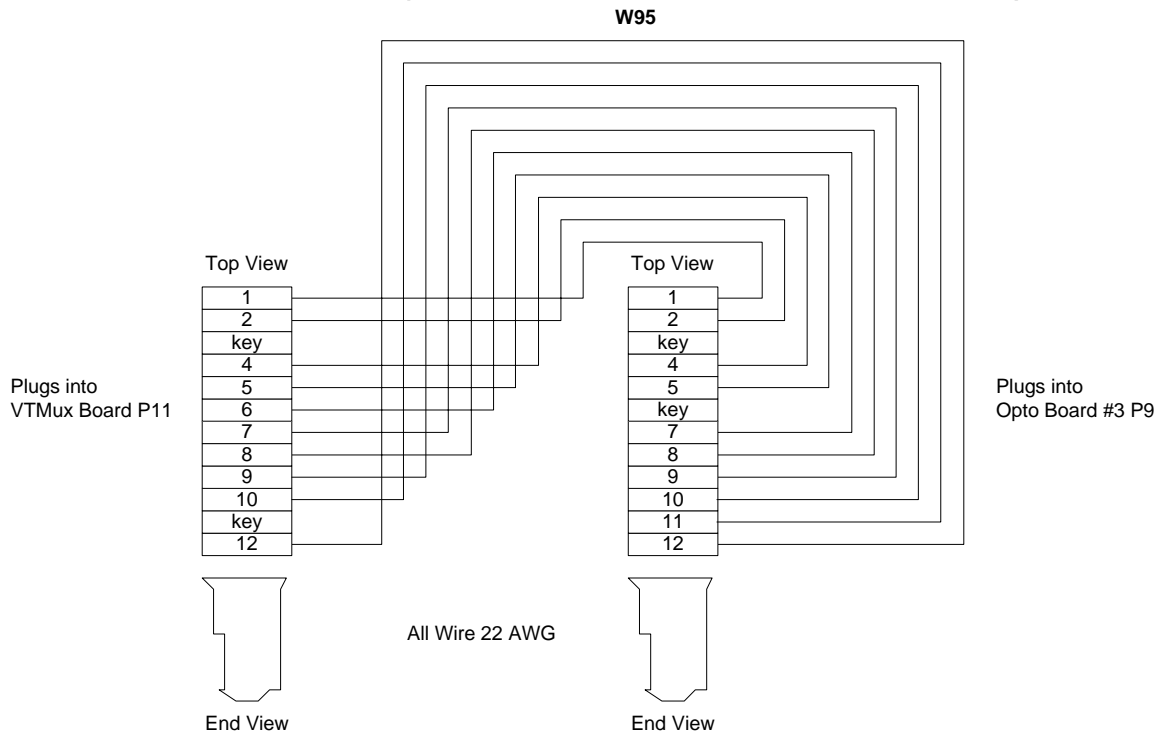 W95
Top View
1
2
key
4
5
6
7
8
9
10
key
12
Plugs into
VTMux Board P11
End View
All Wire 22 AWG
Top View
1
2
key
4
5
key
7
8
9
10
11
12
Plugs into
Opto Board #3 P9
End View